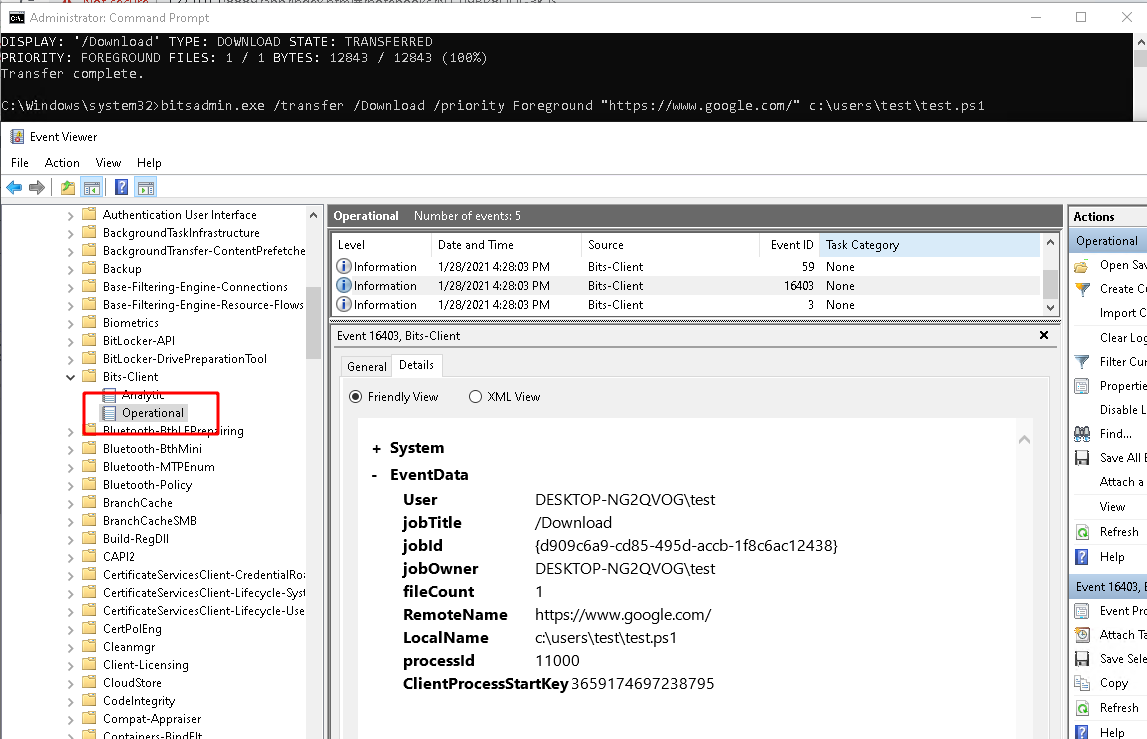 Administrator: Command Prompt
DISPLAY: '/Download' TYPE: DOWNLOAD STATE: TRANSFERRED
PRIORITY: FOREGROUND FILES: 1 / 1 BYTES: 12843 / 12843 (100%)
Transfer complete.
C:\Windows\system32>bitsadmin.exe /transfer /Download /priority Foreground "https://www.google.com/" c:\users\test\test.ps1
Event Viewer
File Action View Help
Authentication User Interface
BackgroundTaskInfrastructure
BackgroundTransfer-ContentPrefetche
Backup
Base-Filtering-Engine-Connections
Base-Filtering-Engine-Resource-Flows
Biometrics
BitLocker-API
BitLocker-DrivePreparationTool
Bits-Client
Analytic
Operational
Bluetooth-BthLEPrepairing
Bluetooth-BthMini
Bluetooth-MTPEnum
Bluetooth-Policy
BranchCache
BranchCacheSMB
Build-RegDll
CAPI2
CertificateServicesClient-CredentialRoa
CertificateServicesClient-Lifecycle-Syst
CertificateServicesClient-Lifecycle-Use
CertPolEng
Cleanmgr
Client-Licensing
CloudStore
CodeIntegrity
Compat-Appraiser
Containers-BindFlt
Operational Number of events: 5
Level Date and Time Source Event ID Task Category
Information 1/28/2021 4:28:03 PM Bits-Client 59 None
Information 1/28/2021 4:28:03 PM Bits-Client 16403 None
Information 1/28/2021 4:28:03 PM Bits-Client 3 None
Event 16403, Bits-Client
General Details
Friendly View XML View
+ System
- EventData
User DESKTOP-NG2QVOG\test
jobTitle /Download
jobId {d909c6a9-cd85-495d-accb-1f8c6ac12438}
jobOwner DESKTOP-NG2QVOG\test
fileCount 1
RemoteName https://www.google.com/
LocalName c:\users\test\test.ps1
processId 11000
ClientProcessStartKey 3659174697238795
Actions
Operational
Open Sav
Create Cu
Import C
Clear Log
Filter Cur
Propertie
Disable L
Find...
Save All E
Attach a
View
Refresh
Help
Event 16403, B
Event Pro
Attach Ta
Save Sele
Copy
Refresh
Help